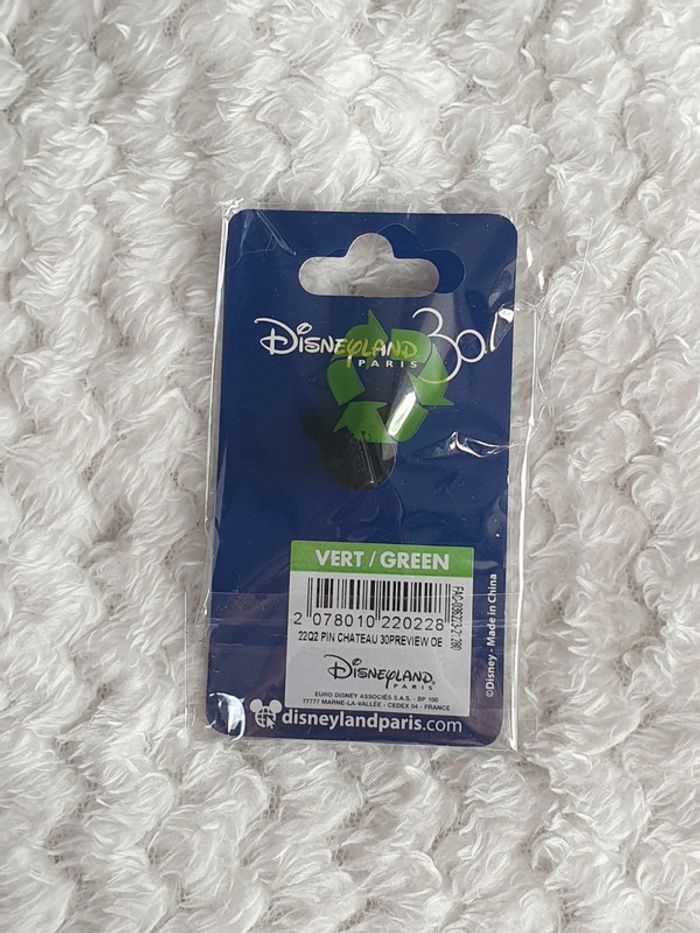 Disneyland 30
PARIS
VERT / GREEN
2 078010 220228
22Q2 PIN CHATEAU 30PREVIEW OE
Disneyland
PARIS
EURO DISNEY ASSOCIÉS S.A.S. - BP 100
77777 MARNE-LA-VALLÉE - CEDEX 04 - FRANCE
disneylandparis.com
©Disney - Made in China